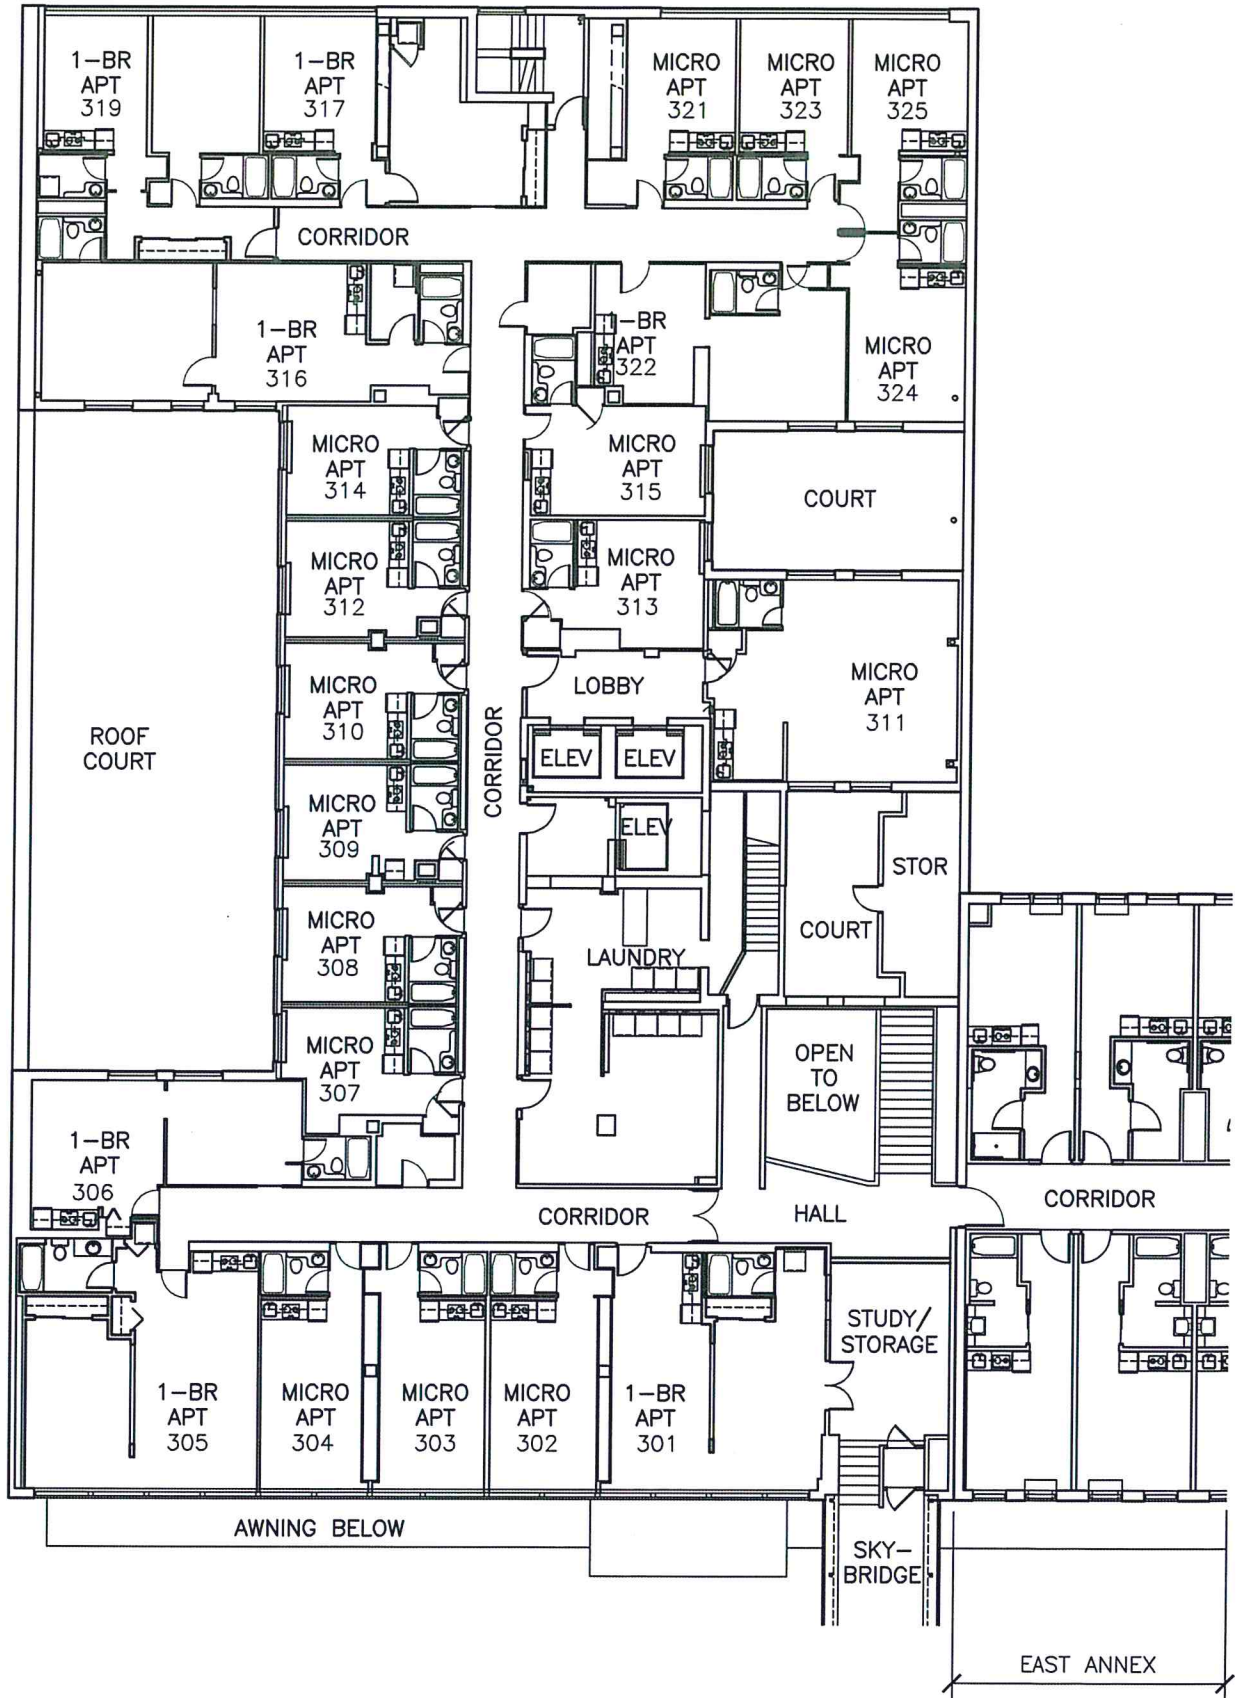 1-BR
APT
319
1-BR
APT
317
MICRO
APT
321
MICRO
APT
323
MICRO
APT
325
CORRIDOR
1-BR
APT
316
1-BR
APT
322
MICRO
APT
324
MICRO
APT
314
MICRO
APT
315
COURT
MICRO
APT
312
MICRO
APT
313
MICRO
APT
310
LOBBY
MICRO
APT
311
ROOF
COURT
CORRIDOR
ELEV
ELEV
MICRO
APT
309
ELEV
STOR
MICRO
APT
308
LAUNDRY
COURT
MICRO
APT
307
OPEN
TO
BELOW
1-BR
APT
306
CORRIDOR
HALL
CORRIDOR
STUDY/
STORAGE
1-BR
APT
305
MICRO
APT
304
MICRO
APT
303
MICRO
APT
302
1-BR
APT
301
AWNING BELOW
SKY-
BRIDGE
EAST ANNEX